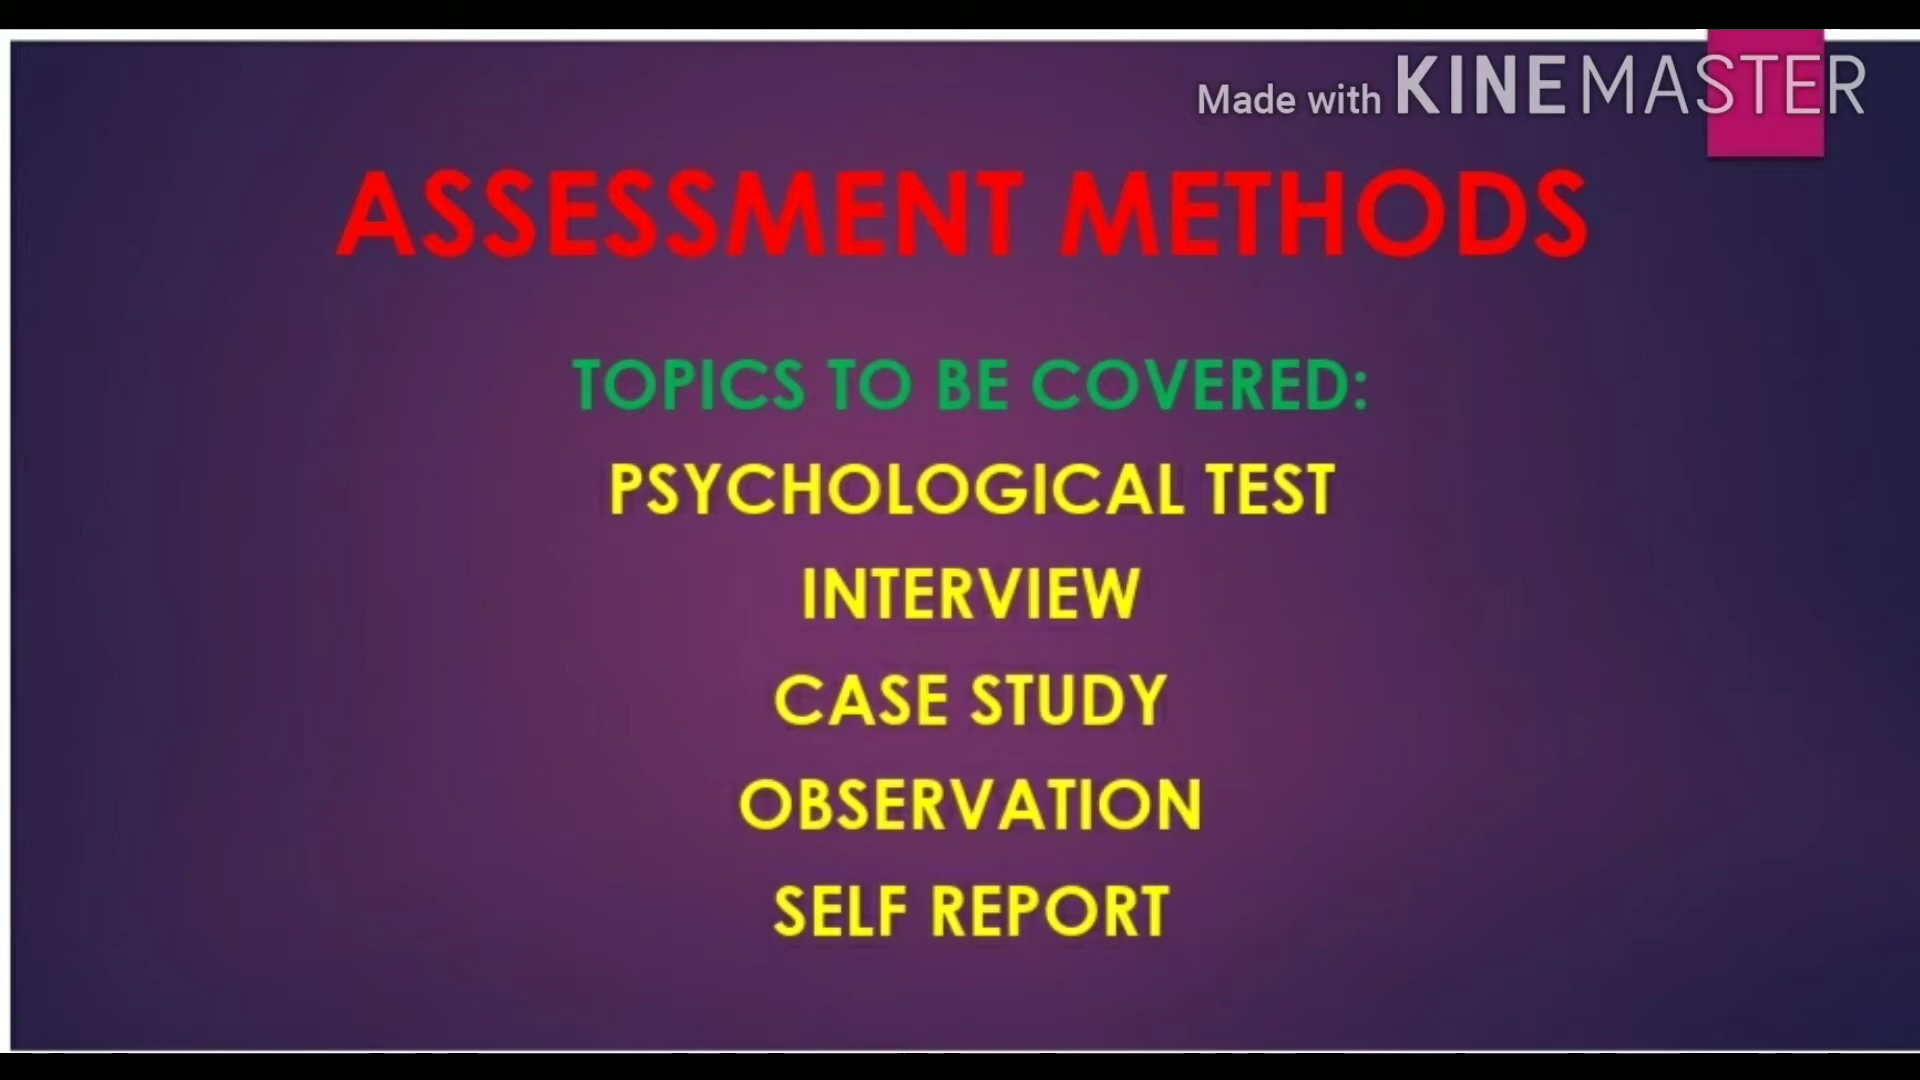 Made with KINEMASTER
ASSESSMENT METHODS
TOPICS TO BE COVERED:
PSYCHOLOGICAL TEST
INTERVIEW
CASE STUDY
OBSERVATION
SELF REPORT